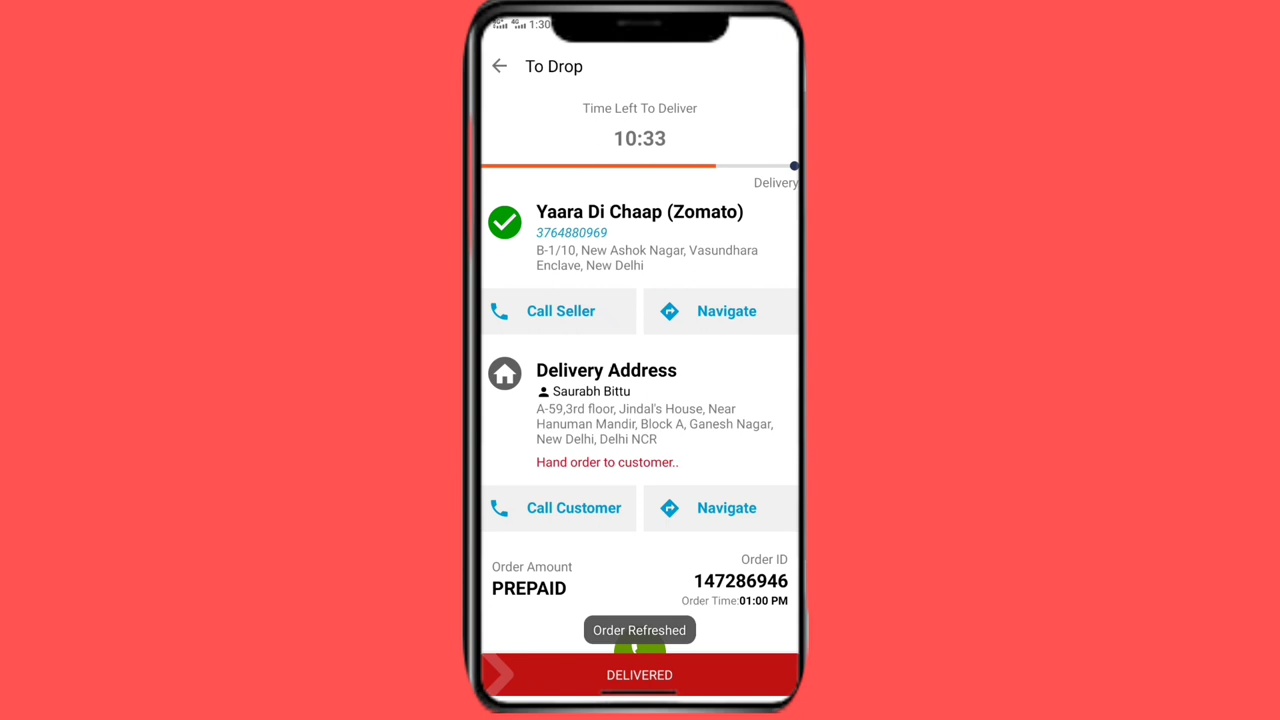 1:30
To Drop
Time Left To Deliver
10:33
Delivery
Yaara Di Chaap (Zomato)
3764880969
B-1/10, New Ashok Nagar, Vasundhara
Enclave, New Delhi
Call Seller
Navigate
Delivery Address
Saurabh Bittu
A-59,3rd floor, Jindal's House, Near
Hanuman Mandir, Block A, Ganesh Nagar,
New Delhi, Delhi NCR
Hand order to customer..
Call Customer
Navigate
Order Amount
PREPAID
Order ID
147286946
Order Time:01:00 PM
Order Refreshed
DELIVERED